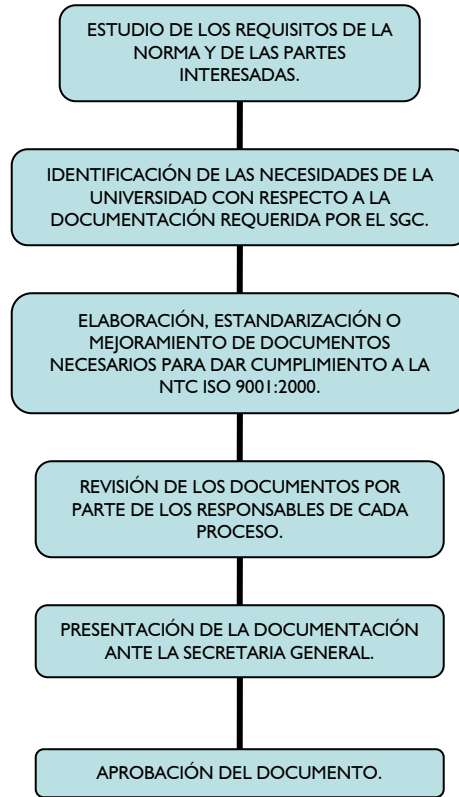 ESTUDIO DE LOS REQUISITOS DE LA
NORMA Y DE LAS PARTES
INTERESADAS.
IDENTIFICACIÓN DE LAS NECESIDADES DE LA
UNIVERSIDAD CON RESPECTO A LA
DOCUMENTACIÓN REQUERIDA POR EL SGC.
ELABORACIÓN, ESTANDARIZACIÓN O
MEJORAMIENTO DE DOCUMENTOS
NECESARIOS PARA DAR CUMPLIMIENTO A LA
NTC ISO 9001:2000.
REVISIÓN DE LOS DOCUMENTOS POR
PARTE DE LOS RESPONSABLES DE CADA
PROCESO.
PRESENTACIÓN DE LA DOCUMENTACIÓN
ANTE LA SECRETARIA GENERAL.
APROBACIÓN DEL DOCUMENTO.